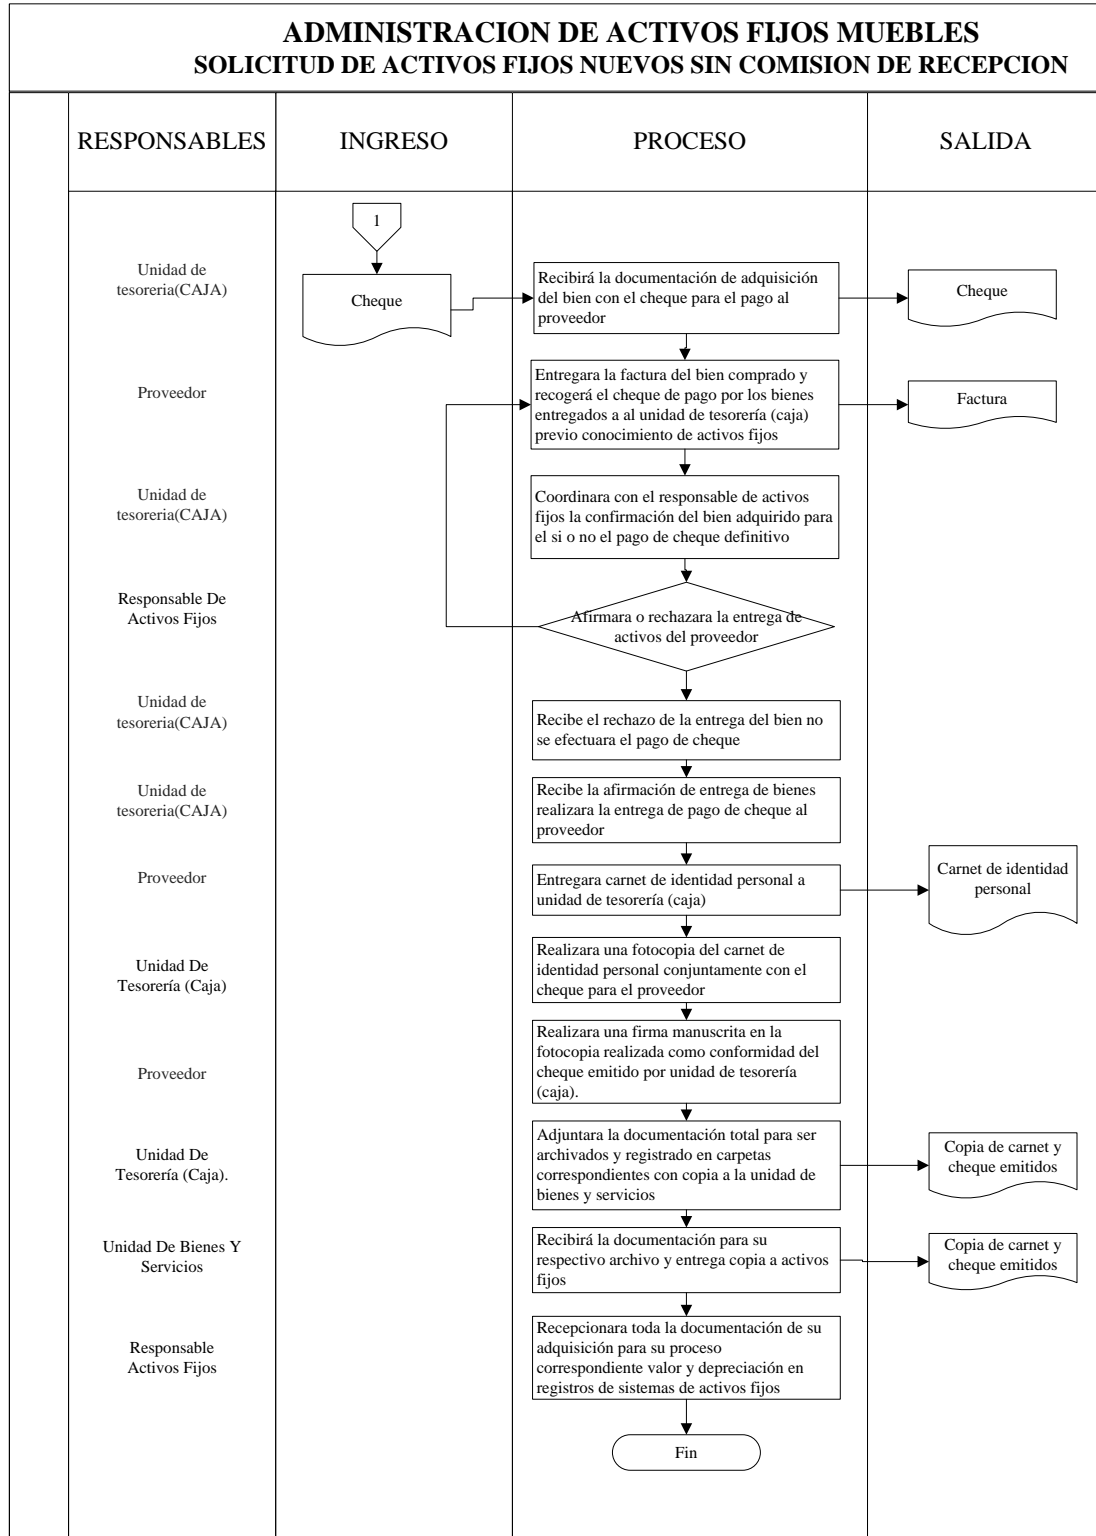 ADMINISTRACION DE ACTIVOS FIJOS MUEBLES
SOLICITUD DE ACTIVOS FIJOS NUEVOS SIN COMISION DE RECEPCION
RESPONSABLES
INGRESO
PROCESO
SALIDA
1
Unidad de
tesoreria(CAJA)
Cheque
Recibirá la documentación de adquisición
del bien con el cheque para el pago al
proveedor
Cheque
Proveedor
Entregara la factura del bien comprado y
recogerá el cheque de pago por los bienes
entregados a al unidad de tesorería (caja)
previo conocimiento de activos fijos
Factura
Unidad de
tesoreria(CAJA)
Coordinara con el responsable de activos
fijos la confirmación del bien adquirido para
el si o no el pago de cheque definitivo
Responsable De
Activos Fijos
Afirmara o rechazara la entrega de
activos del proveedor
Unidad de
tesoreria(CAJA)
Recibe el rechazo de la entrega del bien no
se efectuara el pago de cheque
Unidad de
tesoreria(CAJA)
Recibe la afirmación de entrega de bienes
realizara la entrega de pago de cheque al
proveedor
Proveedor
Entregara carnet de identidad personal a
unidad de tesorería (caja)
Carnet de identidad
personal
Unidad De
Tesorería (Caja)
Realizara una fotocopia del carnet de
identidad personal conjuntamente con el
cheque para el proveedor
Proveedor
Realizara una firma manuscrita en la
fotocopia realizada como conformidad del
cheque emitido por unidad de tesorería
(caja).
Unidad De
Tesorería (Caja).
Adjuntara la documentación total para ser
archivados y registrado en carpetas
correspondientes con copia a la unidad de
bienes y servicios
Copia de carnet y
cheque emitidos
Unidad De Bienes Y
Servicios
Recibirá la documentación para su
respectivo archivo y entrega copia a activos
fijos
Copia de carnet y
cheque emitidos
Responsable
Activos Fijos
Recepcionara toda la documentación de su
adquisición para su proceso
correspondiente valor y depreciación en
registros de sistemas de activos fijos
Fin